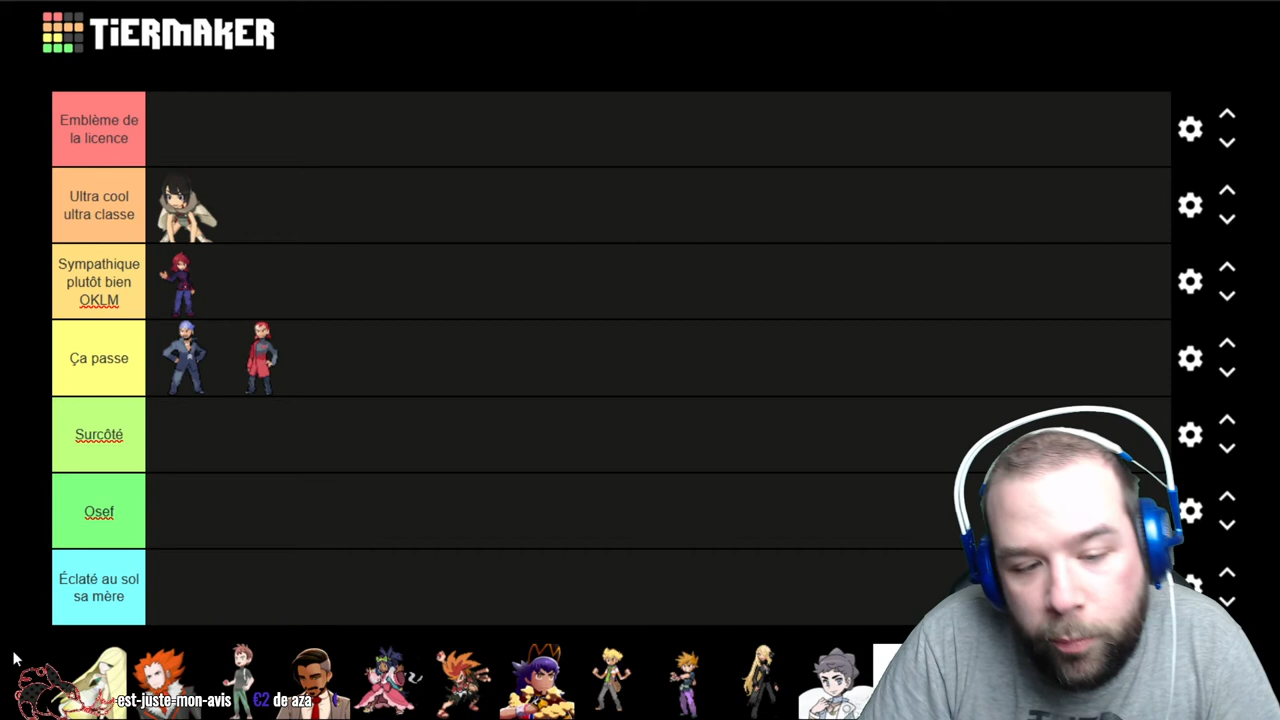 TiERMAKER
Emblème de
la licence
Ultra cool
ultra classe
Sympathique
plutôt bien
OKLM
Ça passe
Surcôté
Osef
Éclaté au sol
sa mère
est-juste-mon-avis €2 de aza